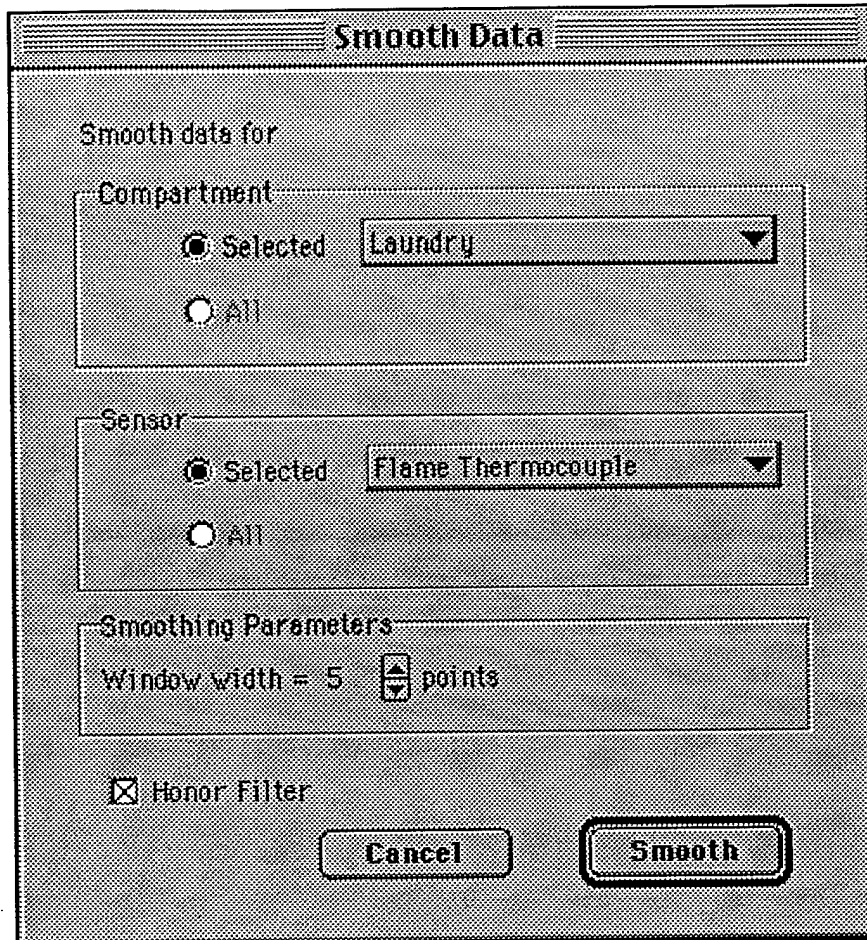 Smooth Data
Smooth data for
Compartment
Selected Laundry
All
Sensor
Selected Flame Thermocouple
All
Smoothing Parameters
Window width = 5 points
Honor Filter
Cancel Smooth